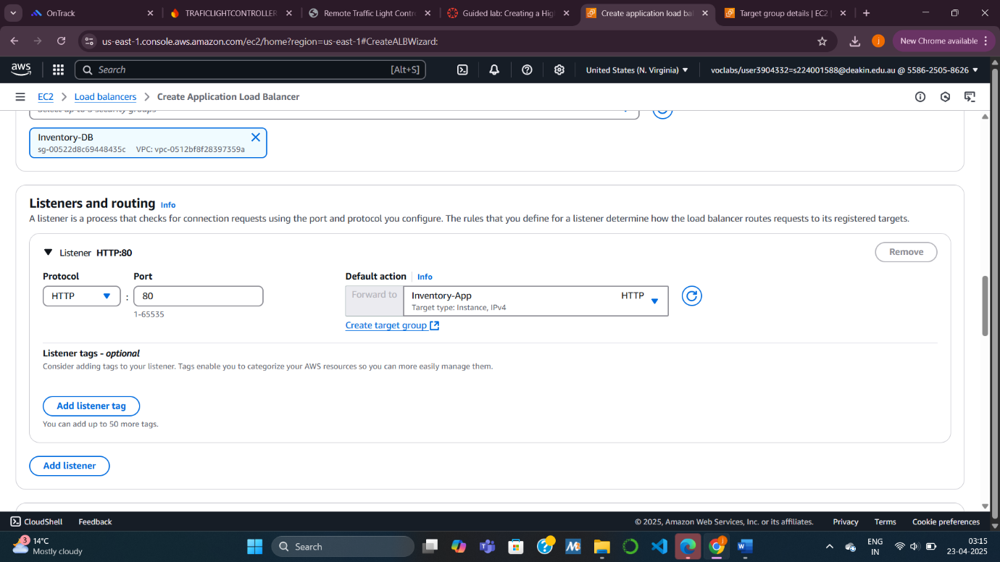 OnTrack
TRAFICLIGHTCONTROLLER
Remote Traffic Light Contr
Guided lab: Creating a Hig
Create application load bal
Target group details | EC2
us-east-1.console.aws.amazon.com/ec2/home?region=us-east-1#CreateALBWizard:
j
New Chrome available
aws
Search
[Alt+S]
United States (N. Virginia)
voclabs/user3904332=s224001588@deakin.edu.au @ 5586-2505-8626
EC2
Load balancers
Create Application Load Balancer
Inventory-DB
sg-00522d8c69448435c VPC: vpc-0512bf8f28397359a
Listeners and routing Info
A listener is a process that checks for connection requests using the port and protocol you configure. The rules that you define for a listener determine how the load balancer routes requests to its registered targets.
Listener HTTP:80
Remove
Protocol
Port
Default action Info
HTTP
:
80
Forward to
Inventory-App
HTTP
Target type: Instance, IPv4
1-65535
Create target group
Listener tags - optional
Consider adding tags to your listener. Tags enable you to categorize your AWS resources so you can more easily manage them.
Add listener tag
You can add up to 50 more tags.
Add listener
CloudShell
Feedback
© 2025, Amazon Web Services, Inc. or its affiliates.
Privacy
Terms
Cookie preferences
3
14°C
Mostly cloudy
Search
j
ENG
IN
03:15
23-04-2025